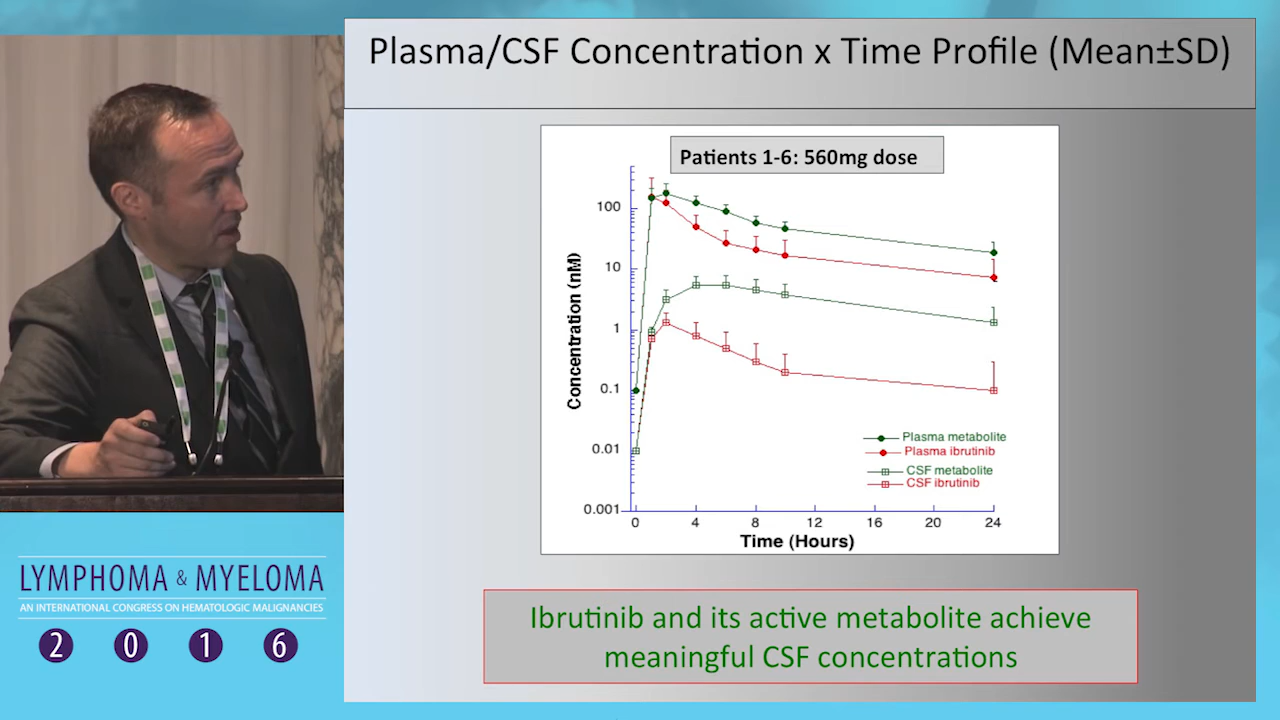 Plasma/CSF Concentration x Time Profile (Mean±SD)
Patients 1-6: 560mg dose
Concentration (nM)
100
10
1
0.1
0.01
0.001
0
4
8
12
16
20
24
Time (Hours)
Plasma metabolite
Plasma ibrutinib
CSF metabolite
CSF ibrutinib
Ibrutinib and its active metabolite achieve
meaningful CSF concentrations
LYMPHOMA & MYELOMA
AN INTERNATIONAL CONGRESS ON HEMATOLOGIC MALIGNANCIES
2 0 1 6